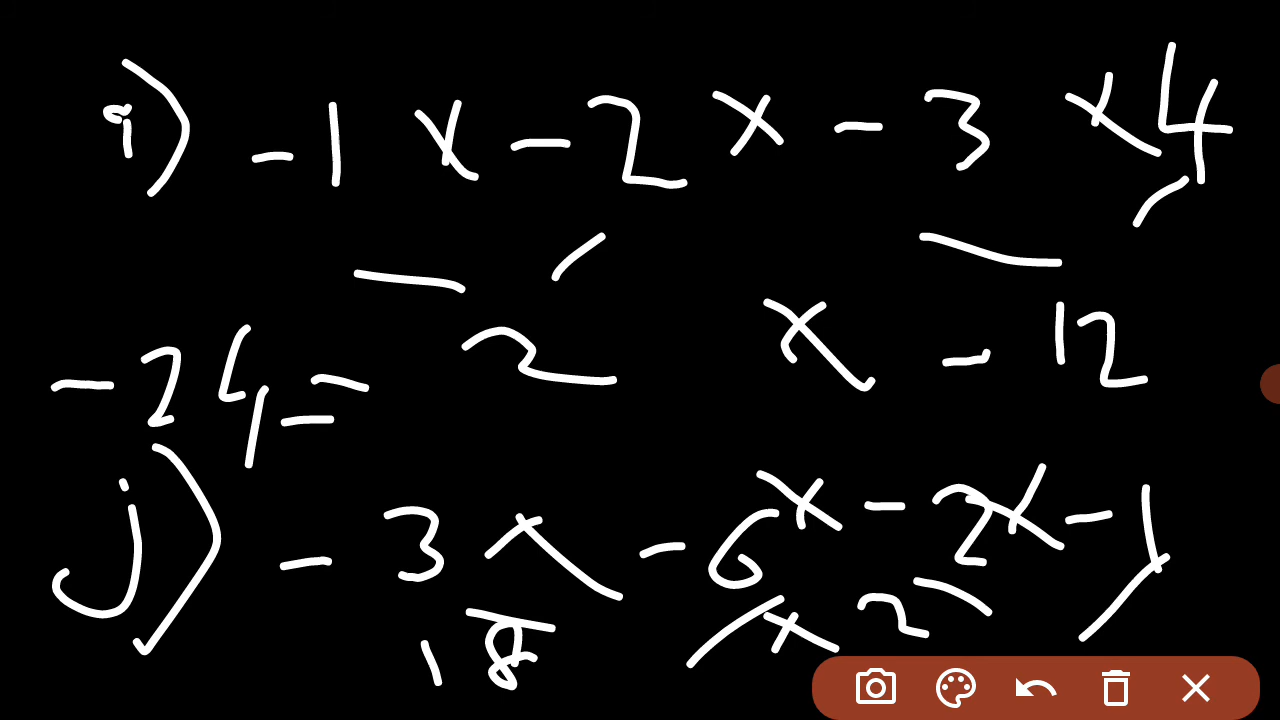 i) -1 x -2 x -3 x 4
2 x -12
-24 =
j) -3 x -6 x -2 x -1
18 x 2